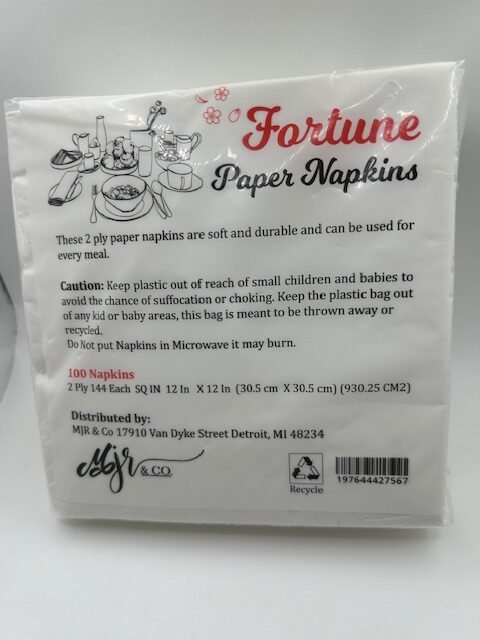 Fortune
Paper Napkins
These 2 ply paper napkins are soft and durable and can be used for
every meal.
Caution: Keep plastic out of reach of small children and babies to
avoid the chance of suffocation or choking. Keep the plastic bag out
of any kid or baby areas, this bag is meant to be thrown away or
recycled.
Do Not put Napkins in Microwave it may burn.
100 Napkins
2 Ply 144 Each SQ IN 12 In X 12 In (30.5 cm X 30.5 cm) (930.25 CM2)
Distributed by:
MJR & Co 17910 Van Dyke Street Detroit, MI 48234
Mjr & CO.
Recycle
197644427567